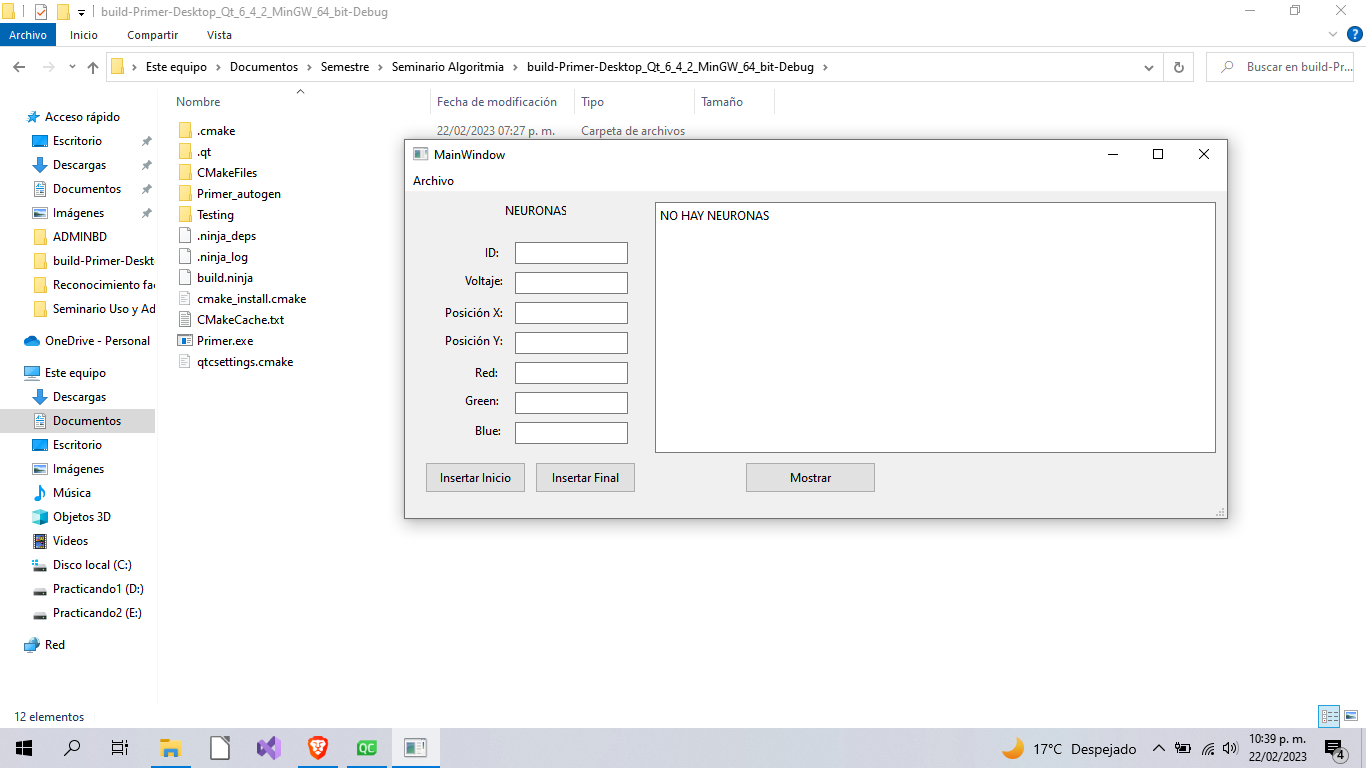 build-Primer-Desktop_Qt_6_4_2_MinGW_64_bit-Debug
Archivo Inicio Compartir Vista
Este equipo Documentos Semestre Seminario Algoritmia build-Primer-Desktop_Qt_6_4_2_MinGW_64_bit-Debug Buscar en build-Pr...
Nombre Fecha de modificación Tipo Tamaño
Acceso rápido
Escritorio
Descargas
Documentos
Imágenes
ADMINBD
build-Primer-Deskt
Reconocimiento fac
Seminario Uso y Ad
OneDrive - Personal
Este equipo
Descargas
Documentos
Escritorio
Imágenes
Música
Objetos 3D
Videos
Disco local (C:)
Practicando1 (D:)
Practicando2 (E:)
Red
.cmake 22/02/2023 07:27 p. m. Carpeta de archivos
.qt
CMakeFiles
Primer_autogen
Testing
.ninja_deps
.ninja_log
build.ninja
cmake_install.cmake
CMakeCache.txt
Primer.exe
qtcsettings.cmake
MainWindow
Archivo
NEURONAS
ID:
Voltaje:
Posición X:
Posición Y:
Red:
Green:
Blue:
Insertar Inicio Insertar Final
NO HAY NEURONAS
Mostrar
12 elementos
QC
17°C Despejado
10:39 p. m.
22/02/2023
4